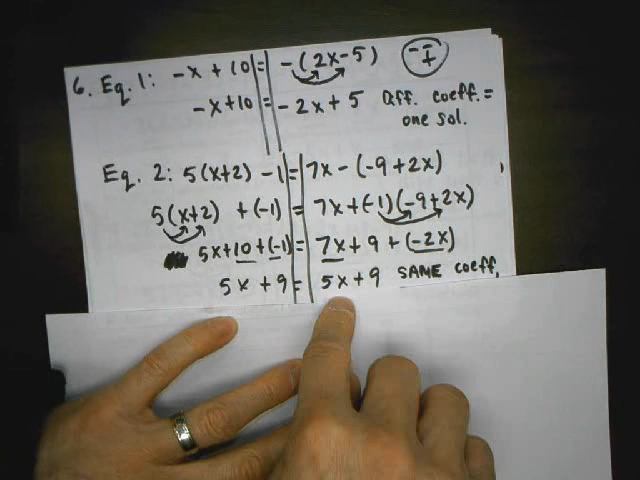 6. Eq. 1: -x + 10 = -(2x-5) -I
-x+10 = -2x + 5 Diff. coeff. =
one sol.
Eq. 2: 5(x+2) -1 = 7x - (-9 + 2x)
5(x+2) + (-1) = 7x+(-1)(-9+2x)
5x+10+(-1) = 7x + 9 + (-2x)
5x + 9 = 5x+9 SAME coeff.